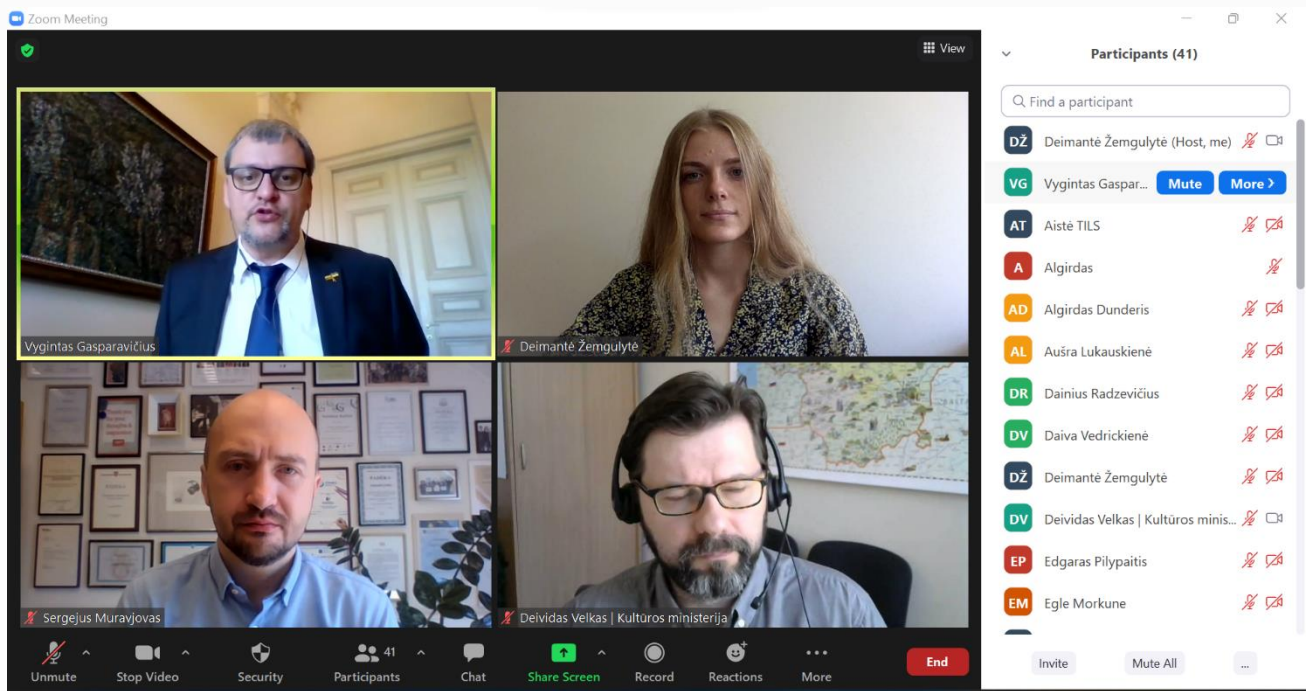 Zoom Meeting
View
Vygintas Gasparavičius
Deimantė Žemgulytė
Sergejus Muravjovas
Deividas Velkas | Kultūros ministerija
Unmute
Stop Video
Security
41
Participants
Chat
Share Screen
Record
Reactions
More
End
Participants (41)
Find a participant
DŽ Deimantė Žemgulytė (Host, me)
VG Vygintas Gaspar... Mute More
AT Aistė TILS
A Algirdas
AD Algirdas Dunderis
AL Aušra Lukauskienė
DR Dainius Radzevičius
DV Daiva Vedrickienė
DŽ Deimantė Žemgulytė
DV Deividas Velkas | Kultūros minis...
EP Edgaras Pilypaitis
EM Egle Morkune
Invite Mute All ...